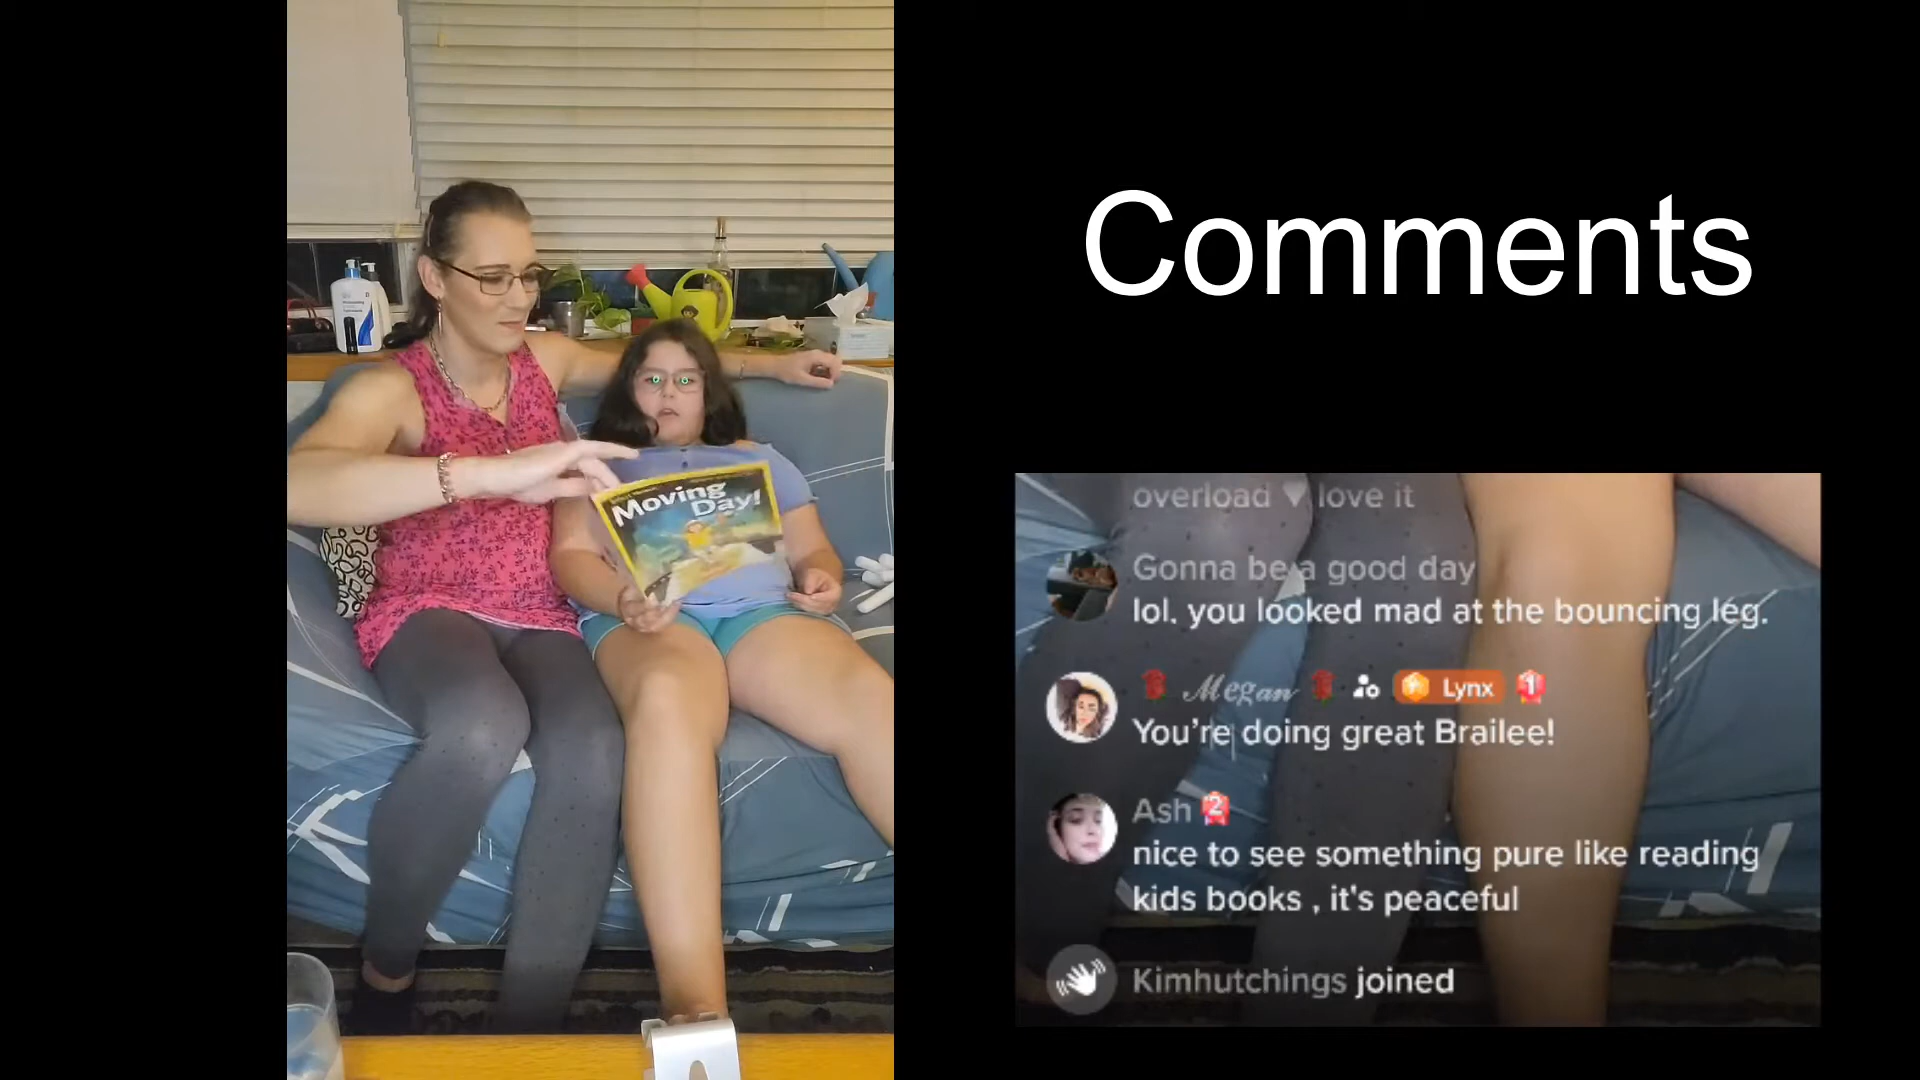 Comments
Moving
Day!
overload love it
Gonna be a good day
lol. you looked mad at the bouncing leg.
Megan Lynx 1
You're doing great Brailee!
Ash 2
nice to see something pure like reading
kids books , it's peaceful
Kimhutchings joined